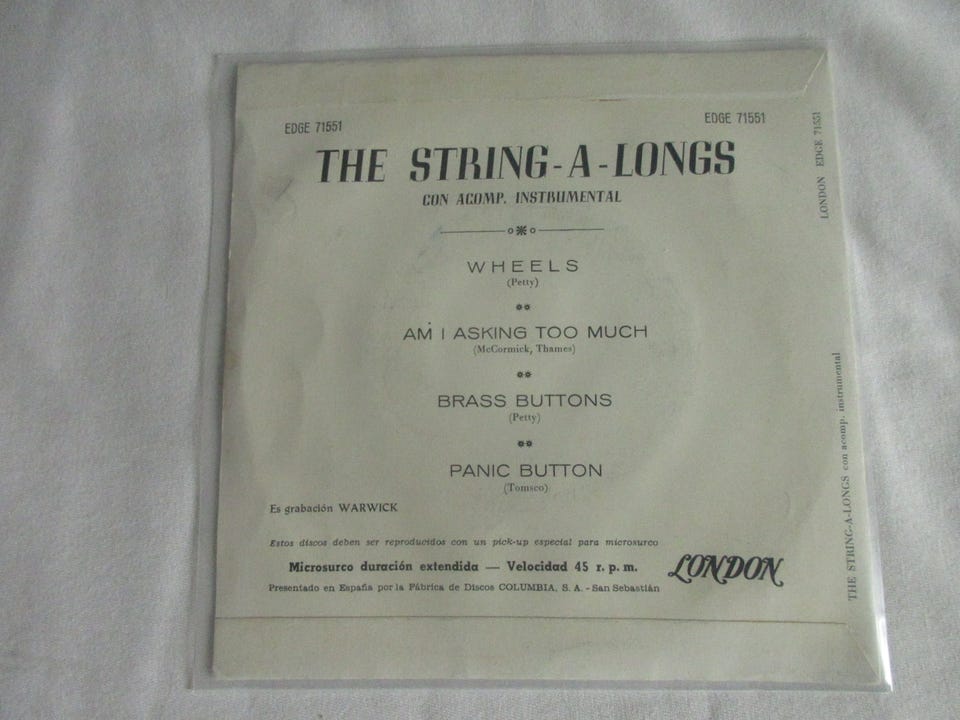 EDGE 71551
EDGE 71551
THE STRING-A-LONGS
CON ACOMP. INSTRUMENTAL
WHEELS
(Petty)
AM I ASKING TOO MUCH
(McCormick, Thames)
BRASS BUTTONS
(Petty)
PANIC BUTTON
(Tomsco)
Es grabación WARWICK
Estos discos deben ser reproducidos con un pick-up especial para microsurco
Microsurco duración extendida — Velocidad 45 r. p. m.
Presentado en España por la Fábrica de Discos COLUMBIA, S. A. - San Sebastián
LONDON
LONDON EDGE 71551
THE STRING-A-LONGS con acomp. instrumental